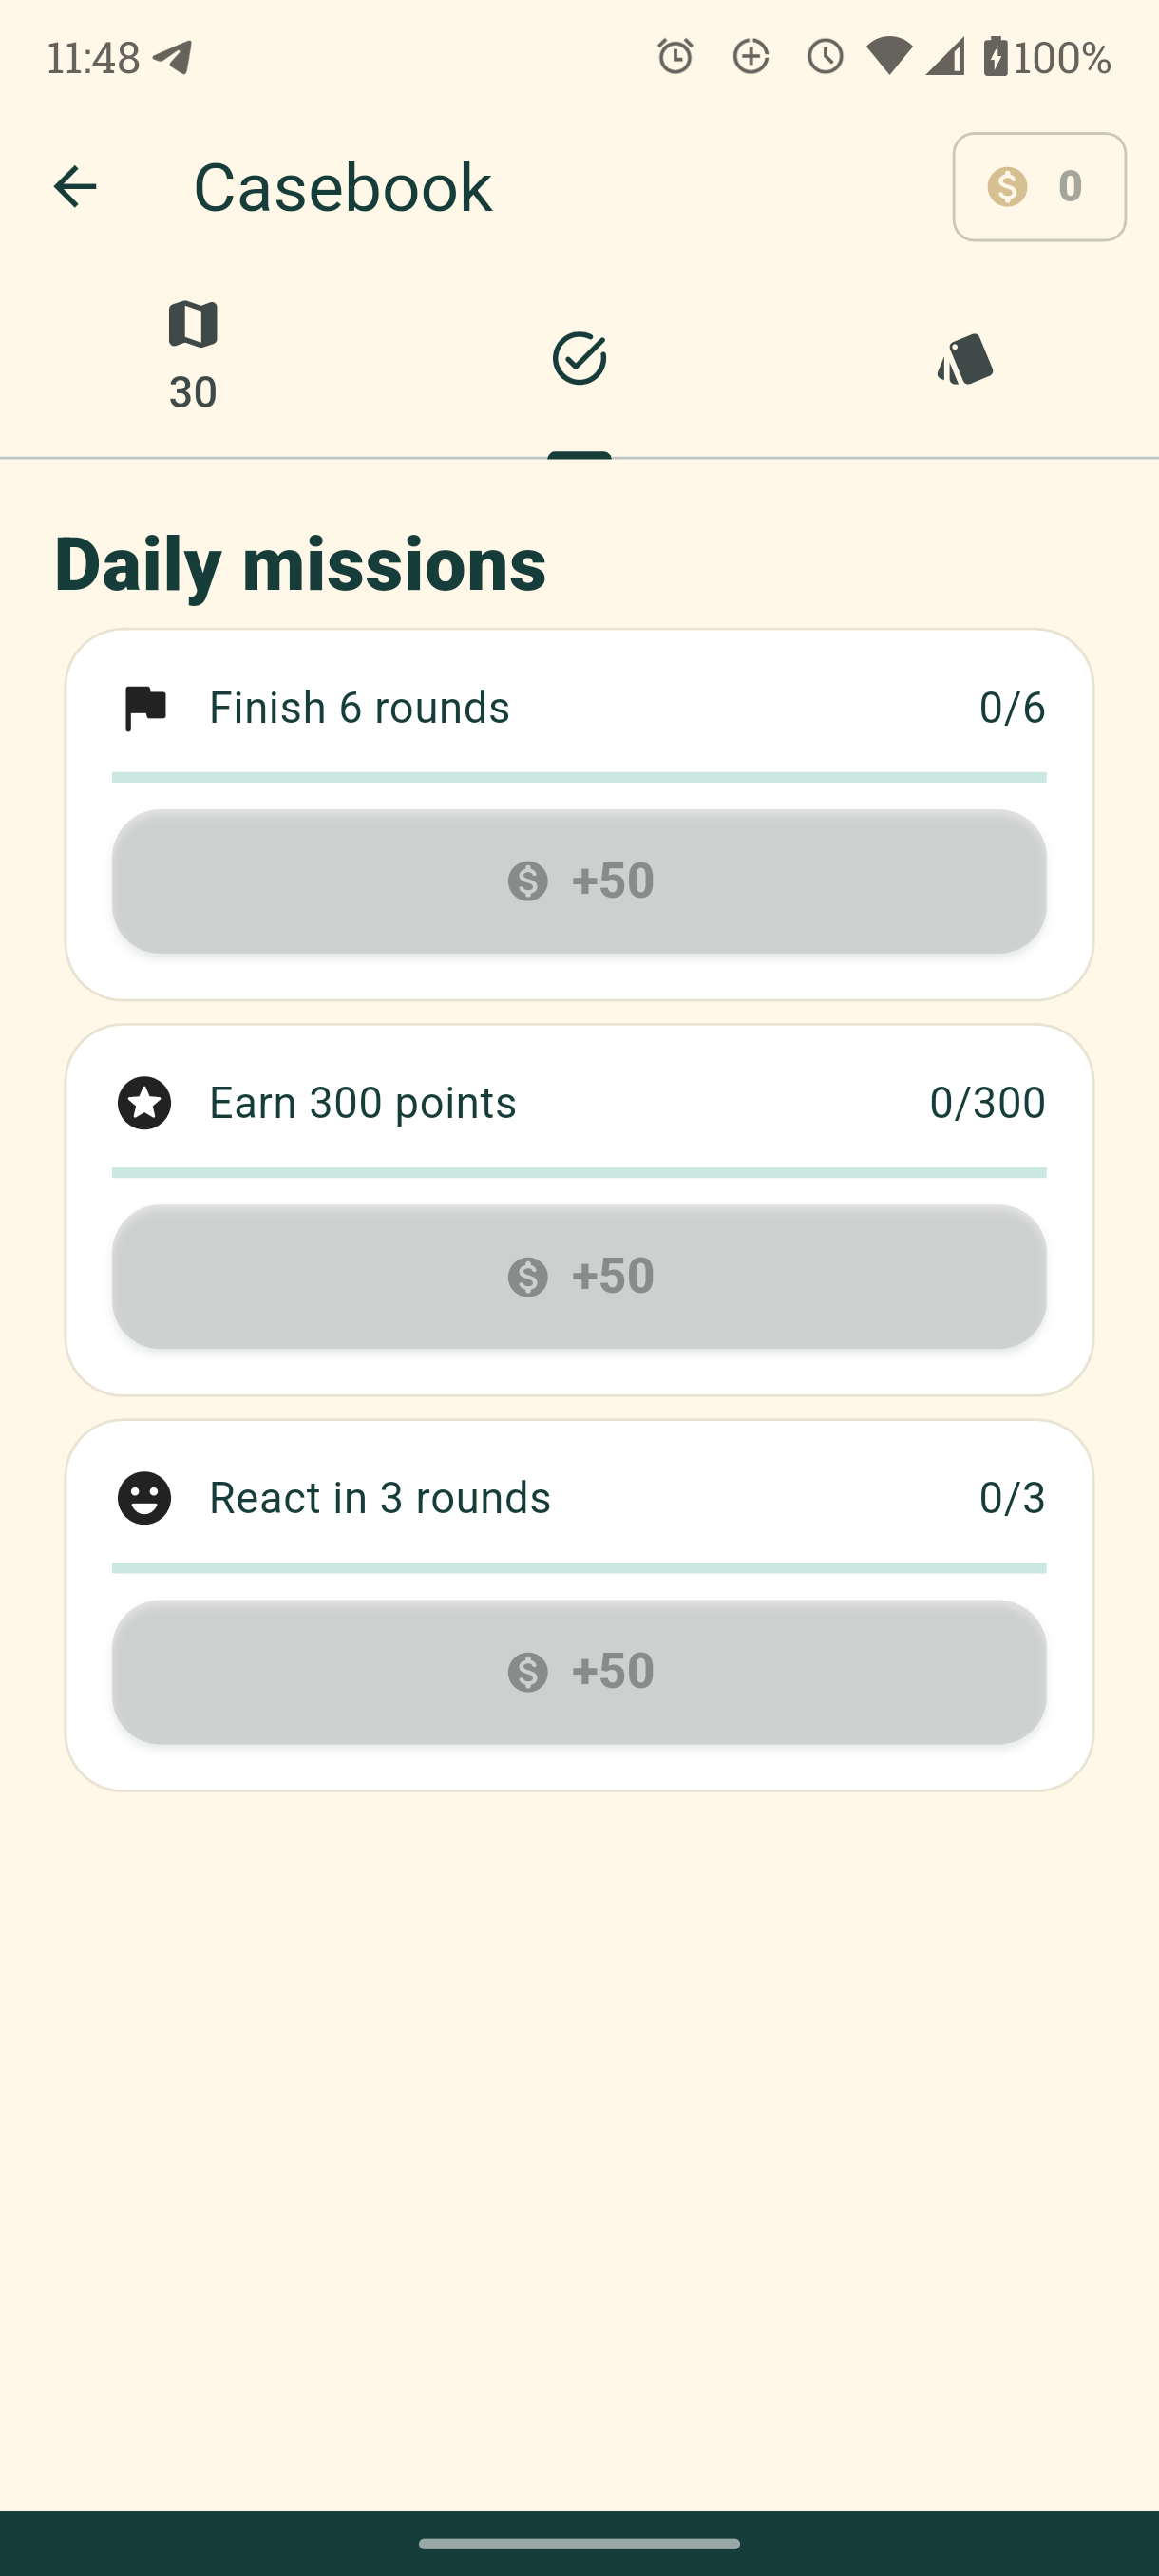 11:48 100%
Casebook
0
30
Daily missions
Finish 6 rounds 0/6
+50
Earn 300 points 0/300
+50
React in 3 rounds 0/3
+50